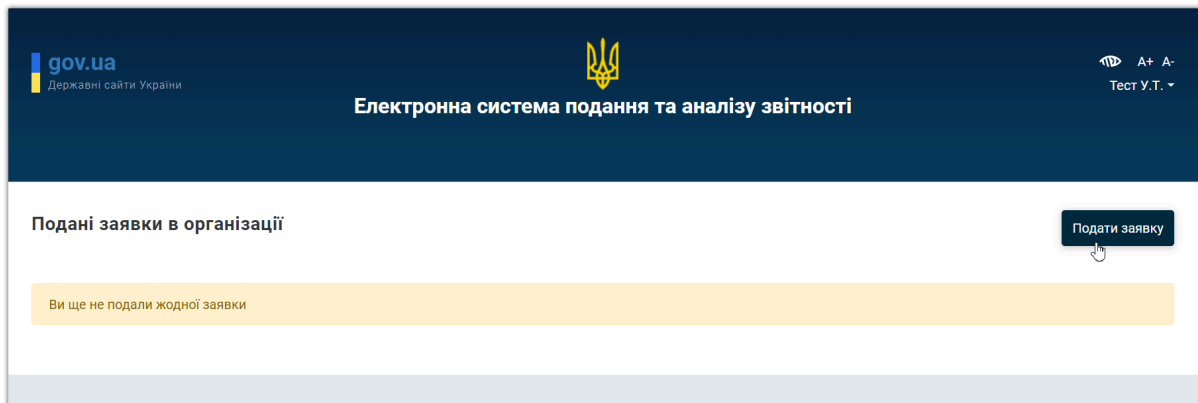 gov.ua
Державні сайти України
A+ A-
Тест У.Т.
Електронна система подання та аналізу звітності
Подані заявки в організації
Подати заявку
Ви ще не подали жодної заявки